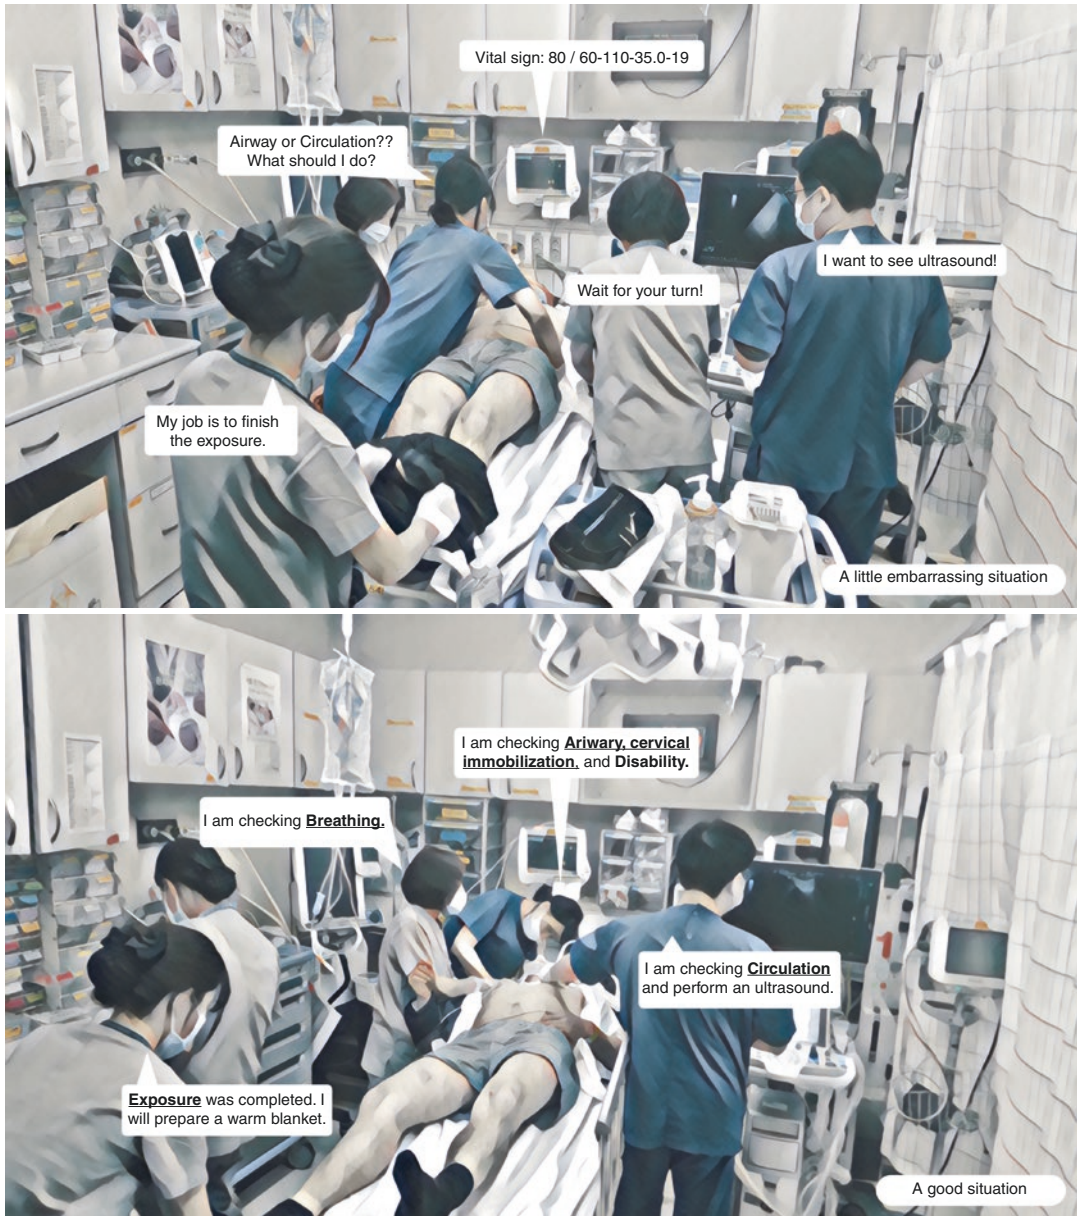 Vital sign: 80 / 60-110-35.0-19
Airway or Circulation??
What should I do?
I want to see ultrasound!
Wait for your turn!
My job is to finish
the exposure.
A little embarrassing situation
I am checking Ariwary, cervical
immobilization, and Disability.
I am checking Breathing.
I am checking Circulation
and perform an ultrasound.
Exposure was completed. I
will prepare a warm blanket.
A good situation